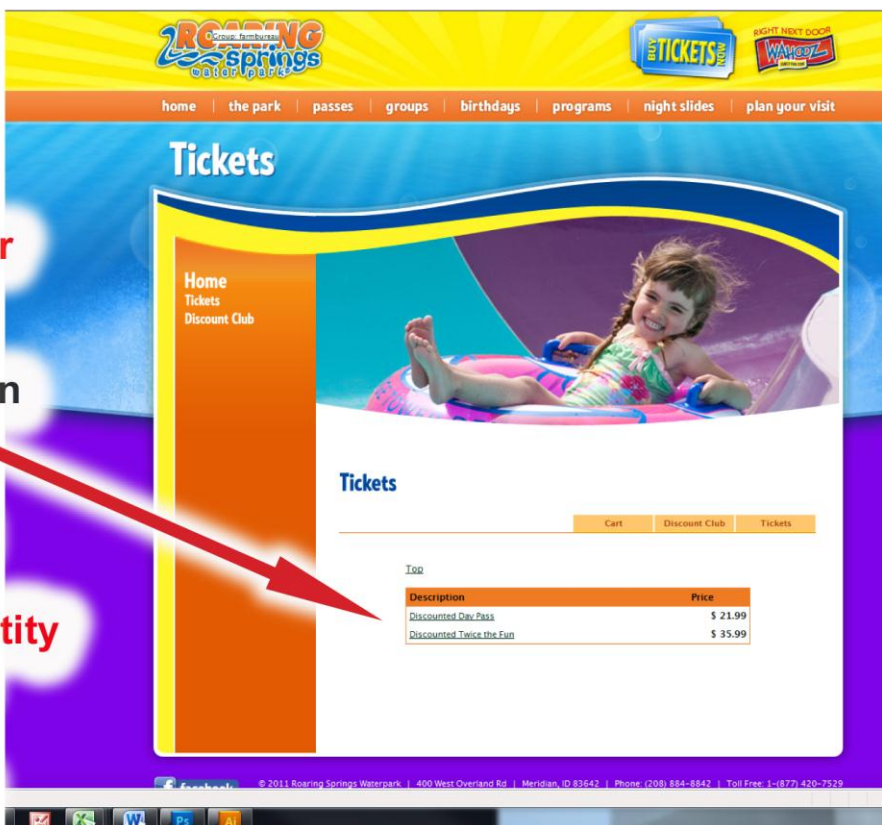 ROARING
Group: farmbureau
Springs
water park
BUY TICKETS NOW
RIGHT NEXT DOOR
WAHOOZ
home | the park | passes | groups | birthdays | programs | night slides | plan your visit
Tickets
r
Home
Tickets
Discount Club
n
Tickets
Cart Discount Club Tickets
Top
Description Price
Discounted Day Pass $ 21.99
Discounted Twice the Fun $ 35.99
tity
facebook © 2011 Roaring Springs Waterpark | 400 West Overland Rd | Meridian, ID 83642 | Phone: (208) 884-8842 | Toll Free: 1-(877) 420-7529
W Ps Ai